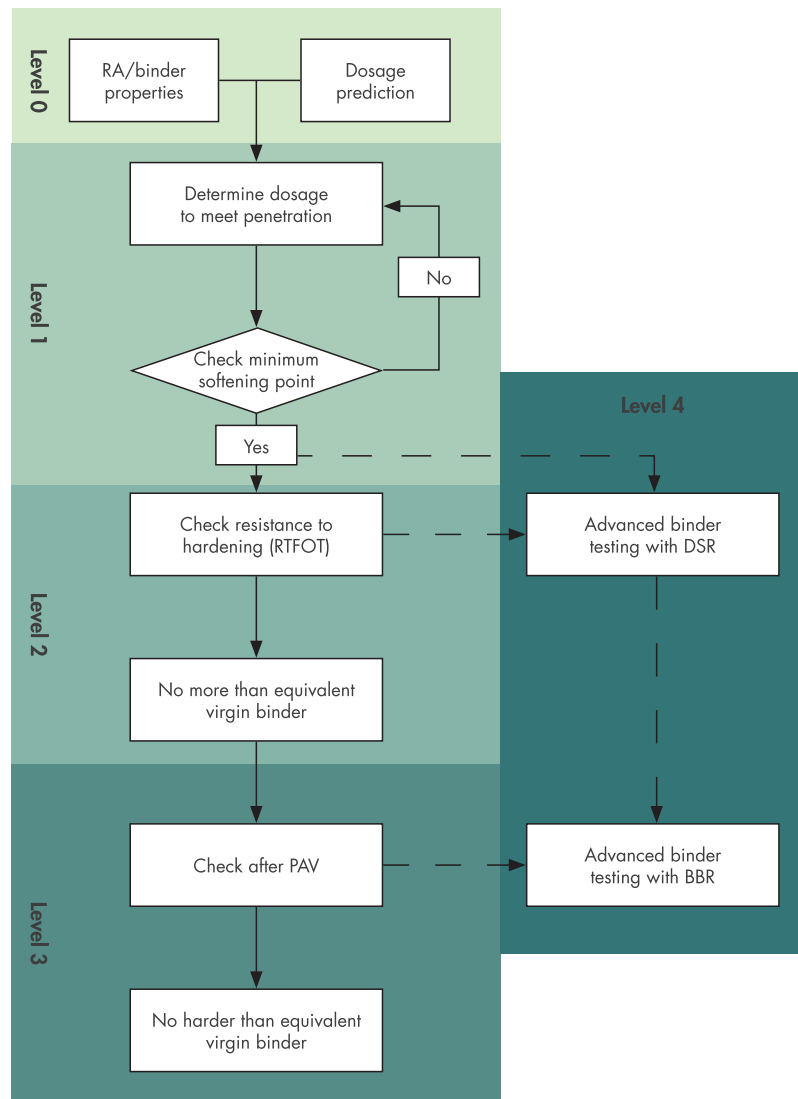 Level 0
RA/binder
properties
Dosage
prediction
Level 1
Determine dosage
to meet penetration
No
Check minimum
softening point
Yes
Level 4
Level 2
Check resistance to
hardening (RTFOT)
Advanced binder
testing with DSR
No more than equivalent
virgin binder
Level 3
Check after PAV
Advanced binder
testing with BBR
No harder than equivalent
virgin binder